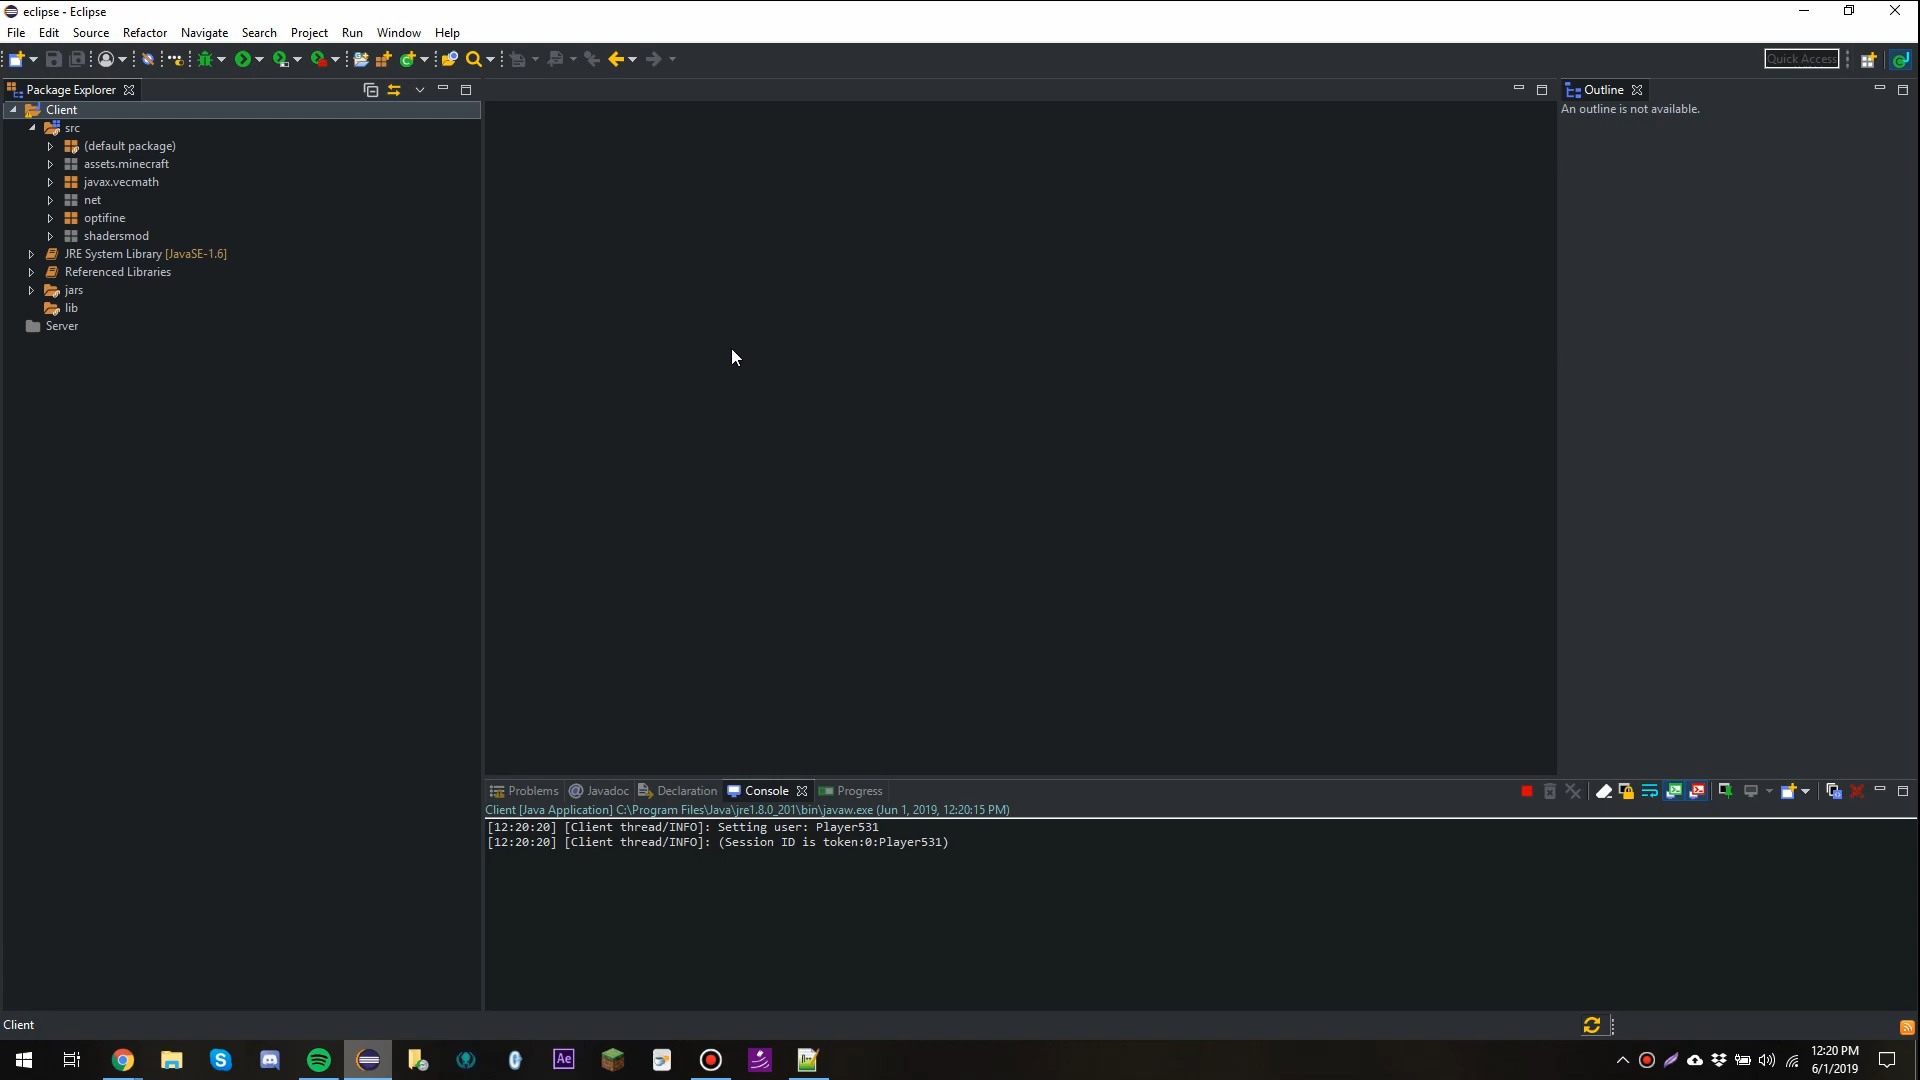 eclipse - Eclipse
File Edit Source Refactor Navigate Search Project Run Window Help
Quick Access
Package Explorer
Outline
Client
An outline is not available.
src
(default package)
assets.minecraft
javax.vecmath
net
optifine
shadersmod
JRE System Library [JavaSE-1.6]
Referenced Libraries
jars
lib
Server
Problems @ Javadoc Declaration Console Progress
Client [Java Application] C:\Program Files\Java\jre1.8.0_201\bin\javaw.exe (Jun 1, 2019, 12:20:15 PM)
[12:20:20] [Client thread/INFO]: Setting user: Player531
[12:20:20] [Client thread/INFO]: (Session ID is token:0:Player531)
Client
Ae
12:20 PM
6/1/2019